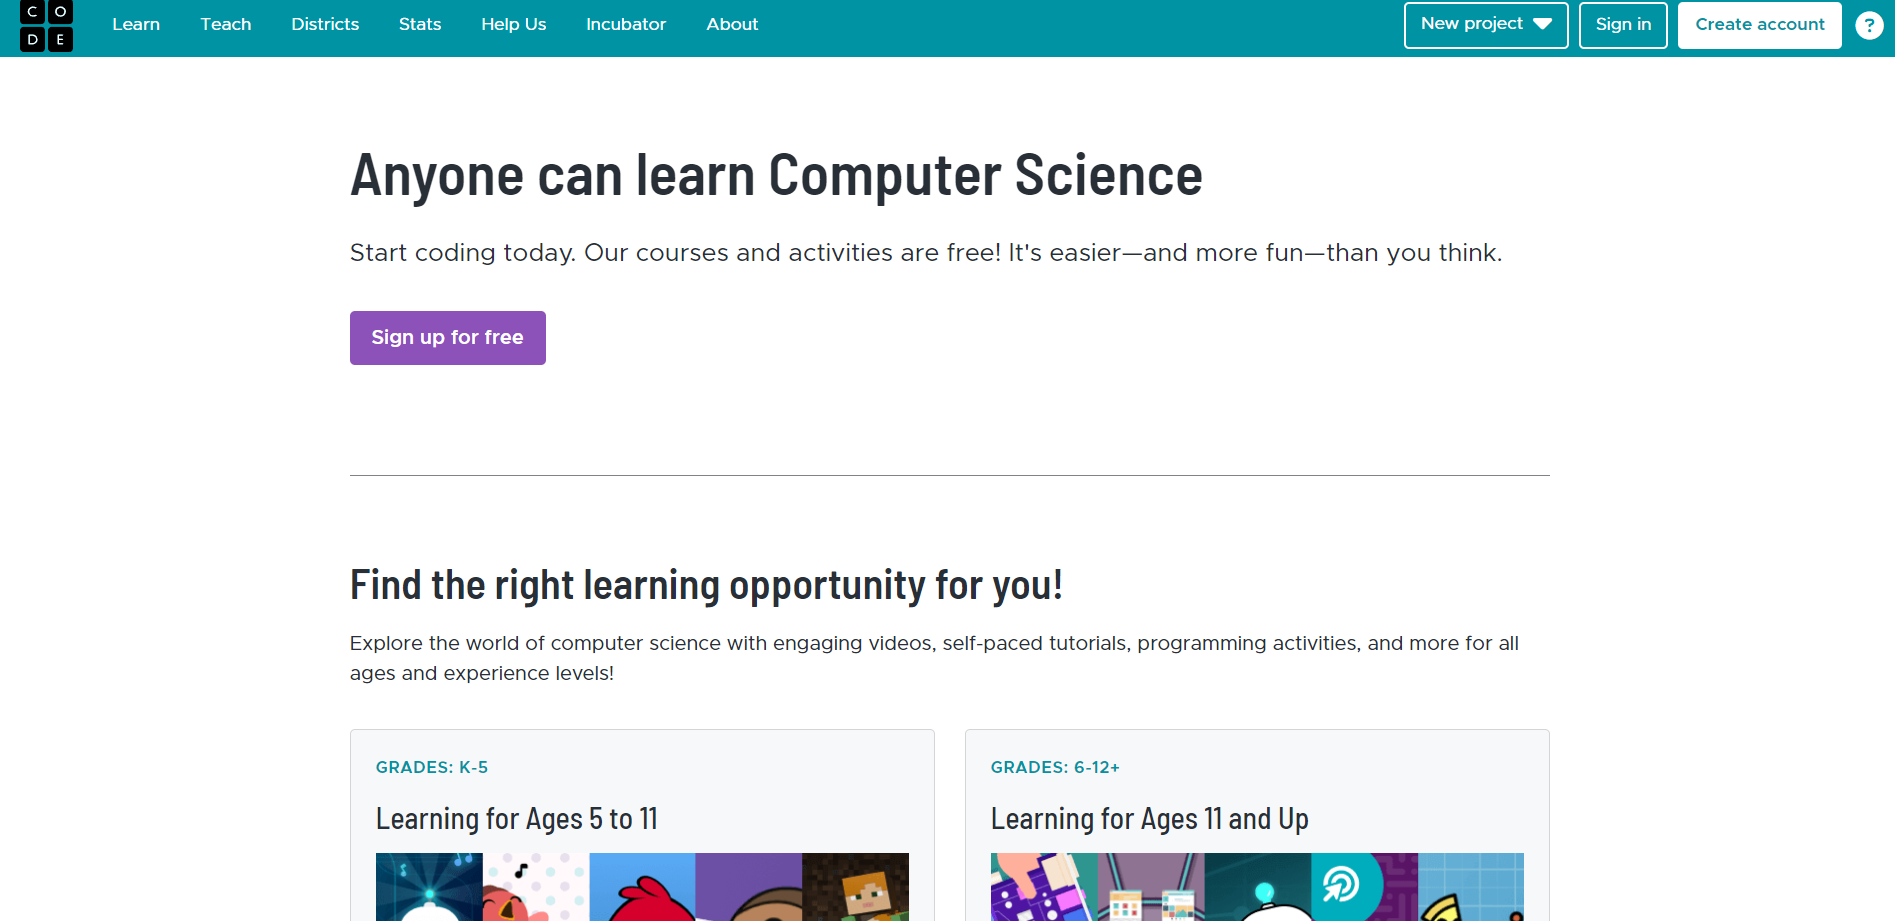 C O
D E
Learn Teach Districts Stats Help Us Incubator About New project Sign in Create account ?
Anyone can learn Computer Science
Start coding today. Our courses and activities are free! It's easier—and more fun—than you think.
Sign up for free
Find the right learning opportunity for you!
Explore the world of computer science with engaging videos, self-paced tutorials, programming activities, and more for all
ages and experience levels!
GRADES: K-5
Learning for Ages 5 to 11
GRADES: 6-12+
Learning for Ages 11 and Up